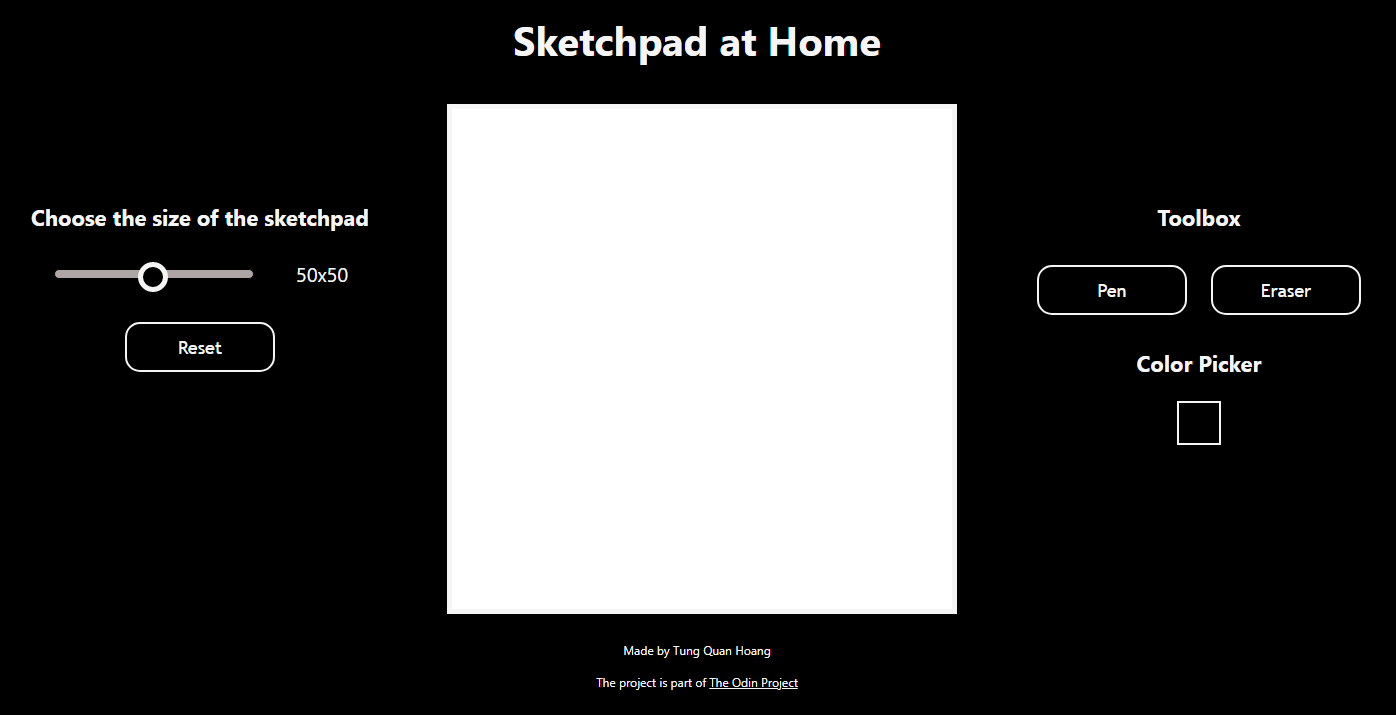 Sketchpad at Home
Choose the size of the sketchpad
50x50
Reset
Toolbox
Pen
Eraser
Color Picker
Made by Tung Quan Hoang
The project is part of The Odin Project